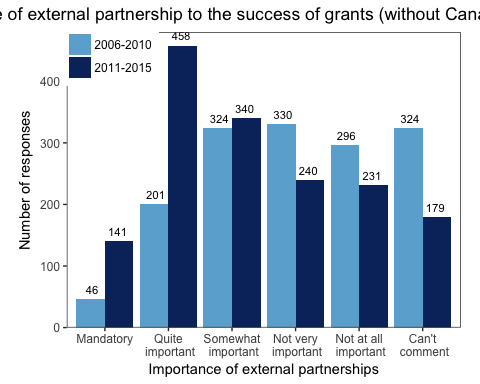 e of external partnership to the success of grants (without Cana
2006-2010
2011-2015
Number of responses
400
300
200
100
0
46
141
201
458
324
340
330
240
296
231
324
179
Mandatory
Quite
important
Somewhat
important
Not very
important
Not at all
important
Can't
comment
Importance of external partnerships